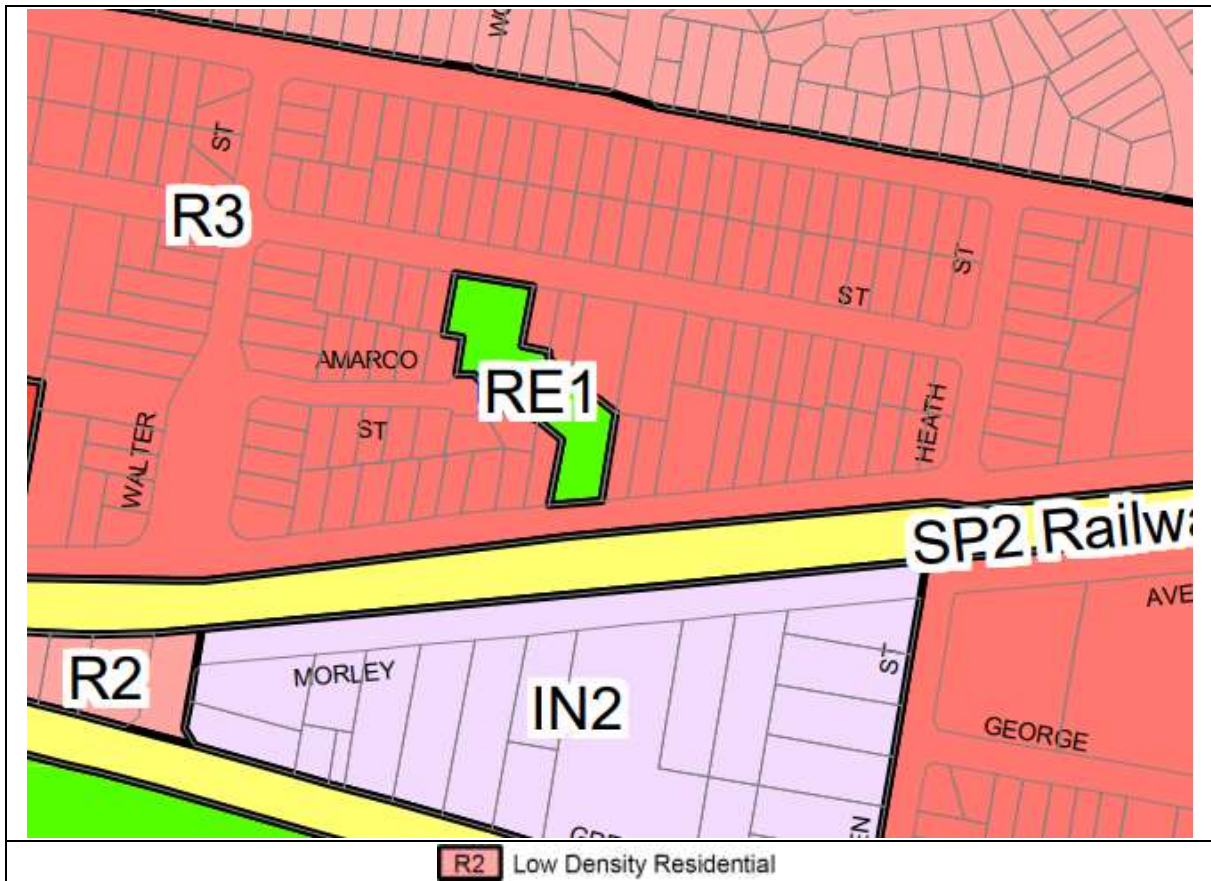 ST
R3
ST
ST
AMARCO
RE1
ST
HEATH
WALTER
SP2 Railwa
AVE
ST
R2
MORLEY
IN2
GEORGE
R2 Low Density Residential